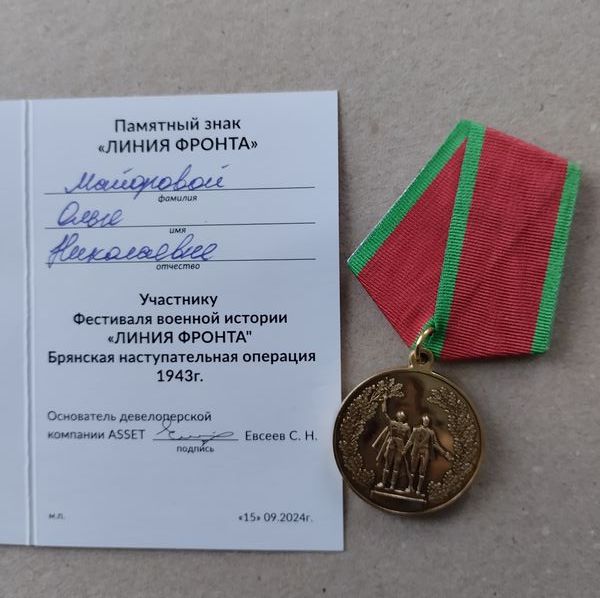 Памятный знак
«ЛИНИЯ ФРОНТА»
Майоровой
фамилия
Ольге
имя
Николаевне
отчество
Участнику
Фестиваля военной истории
«ЛИНИЯ ФРОНТА"
Брянская наступательная операция
1943г.
Основатель девелоперской
компании ASSET Евсеев С. Н.
подпись
м.п. «15» 09.2024г.